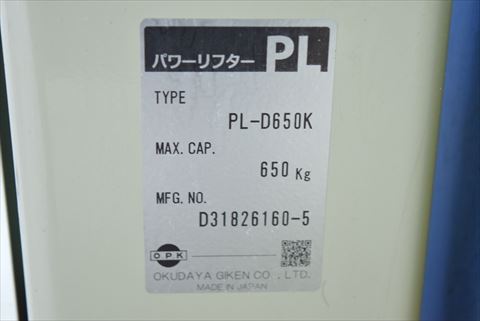 パワーリフター PL
TYPE
PL-D650K
MAX. CAP.
650 Kg
MFG. NO.
D31826160-5
OPK
OKUDAYA GIKEN CO., LTD.
MADE IN JAPAN